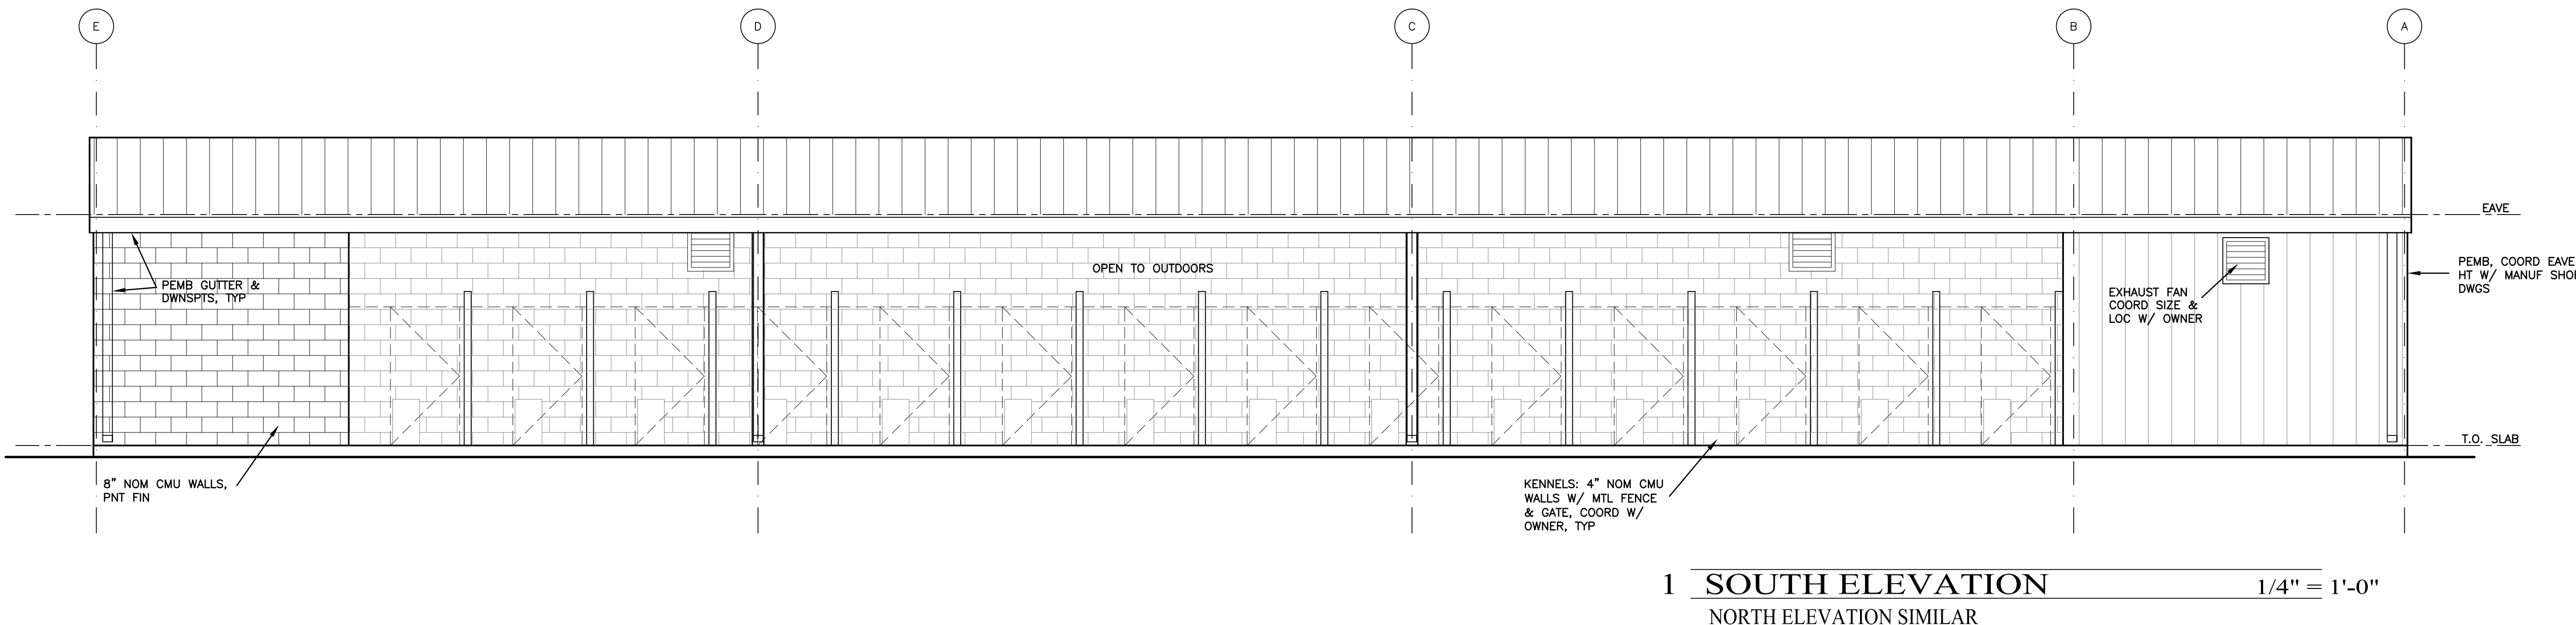 E
D
C
B
A
EAVE
OPEN TO OUTDOORS
PEMB GUTTER &
DWNSPTS, TYP
EXHAUST FAN
COORD SIZE &
LOC W/ OWNER
PEMB, COORD EAVE
HT W/ MANUF SHO
DWGS
T.O. SLAB
8" NOM CMU WALLS,
PNT FIN
KENNELS: 4" NOM CMU
WALLS W/ MTL FENCE
& GATE, COORD W/
OWNER, TYP
1 SOUTH ELEVATION 1/4" = 1'-0"
NORTH ELEVATION SIMILAR